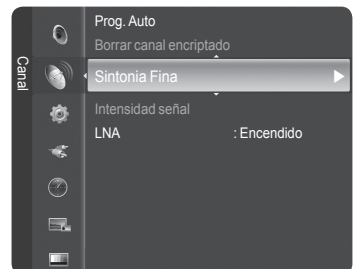 Canal
Prog. Auto
Borrar canal encriptado
Sintonia Fina
Intensidad señal
LNA : Encendido